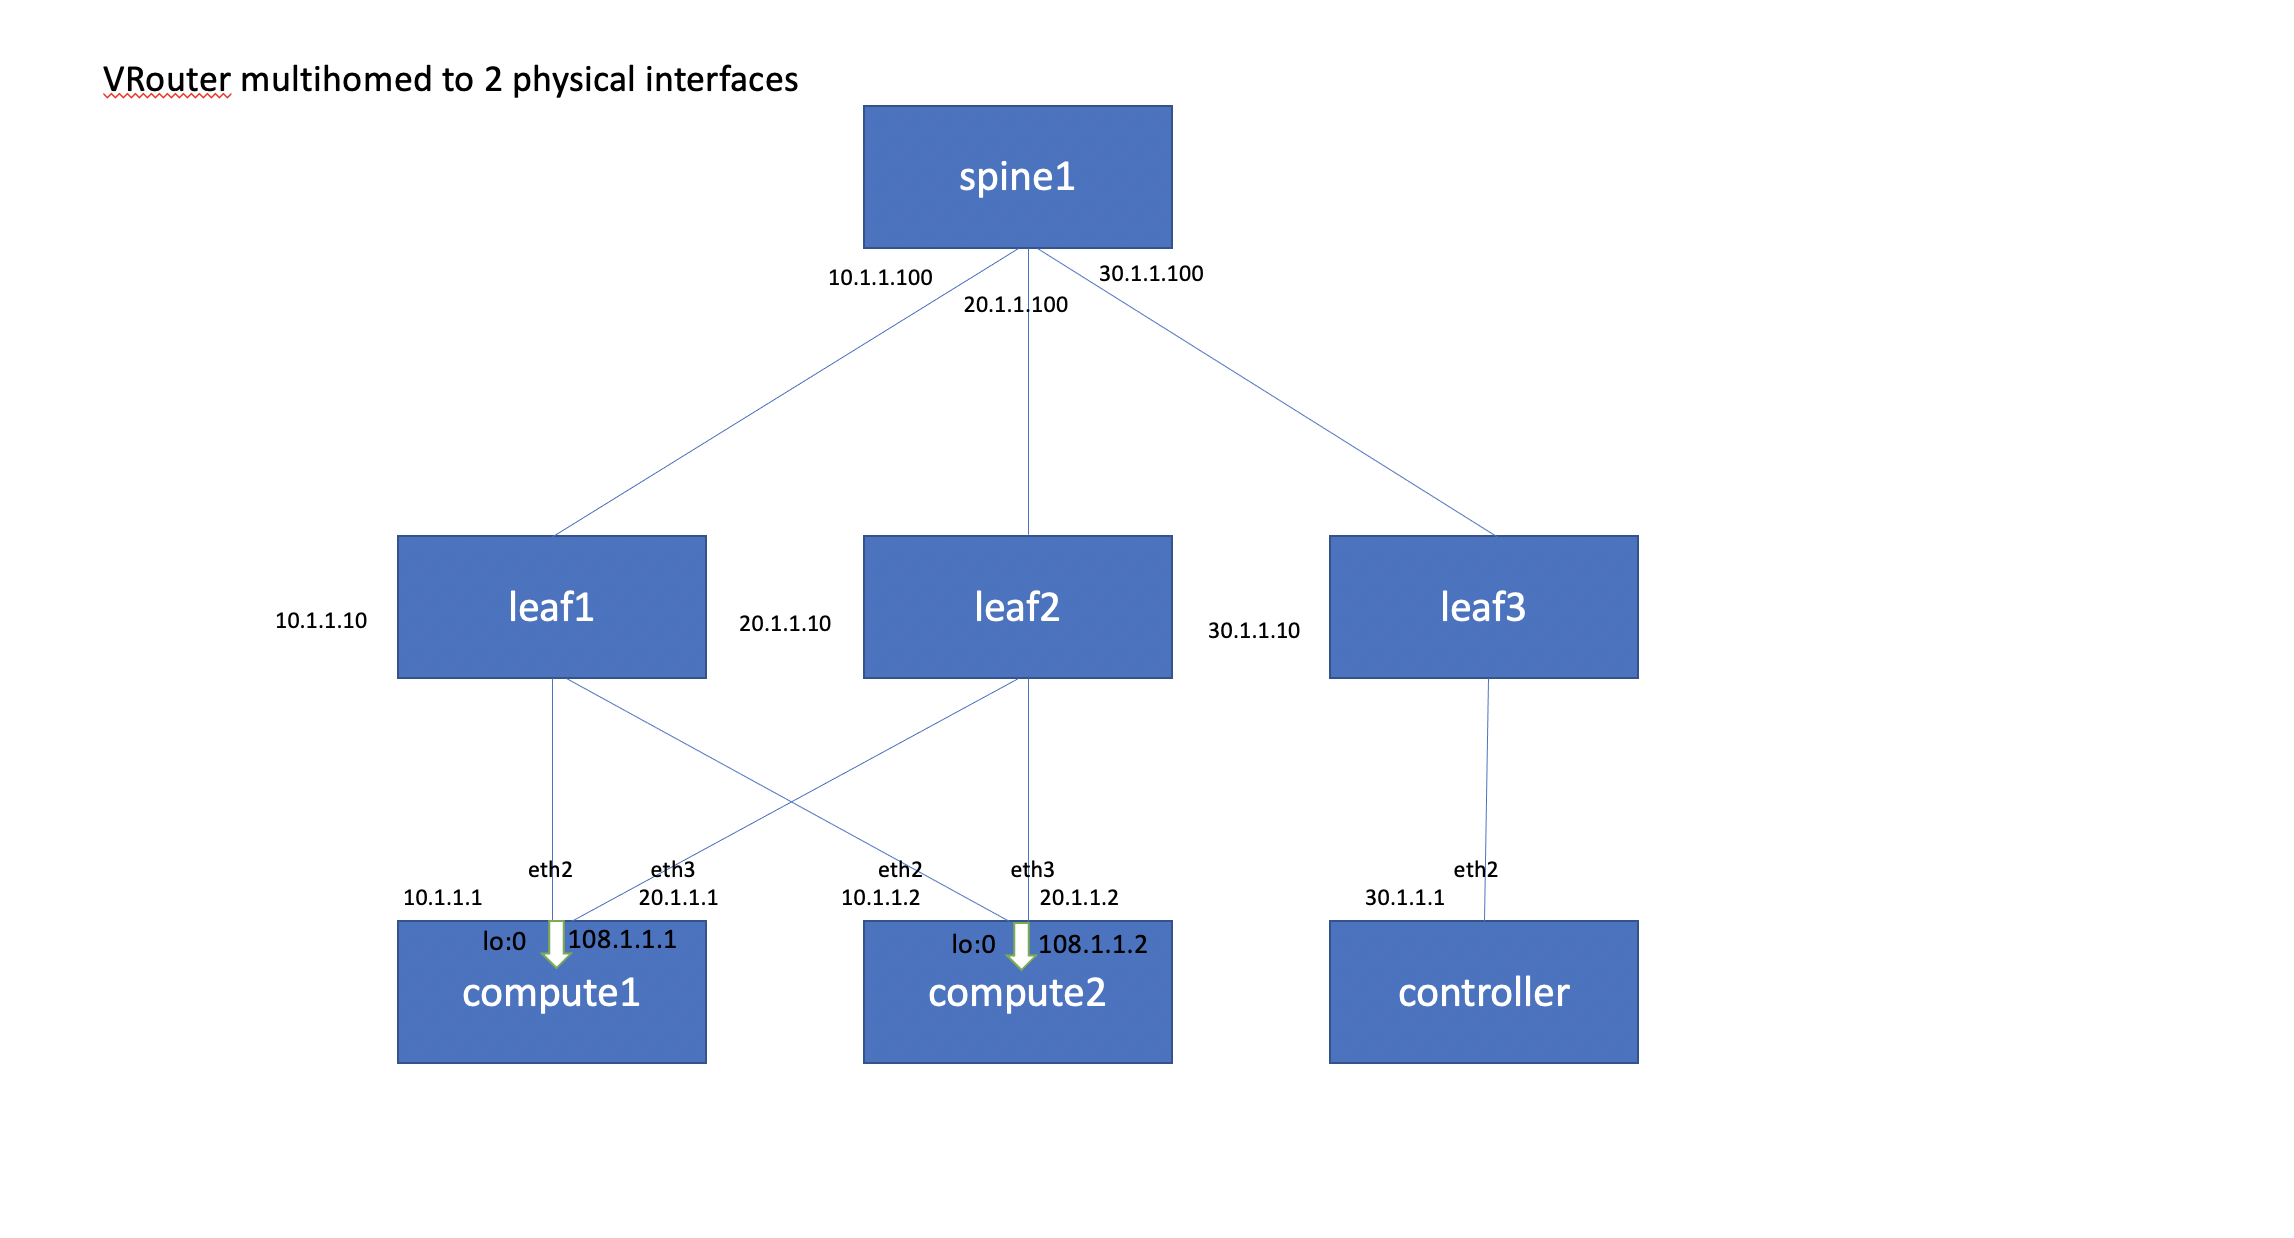 VRouter multihomed to 2 physical interfaces
spine1
10.1.1.100
20.1.1.100
30.1.1.100
leaf1
leaf2
leaf3
10.1.1.10
20.1.1.10
30.1.1.10
eth2
eth3
eth2
eth3
eth2
10.1.1.1
20.1.1.1
10.1.1.2
20.1.1.2
30.1.1.1
lo:0
108.1.1.1
lo:0
108.1.1.2
compute1
compute2
controller